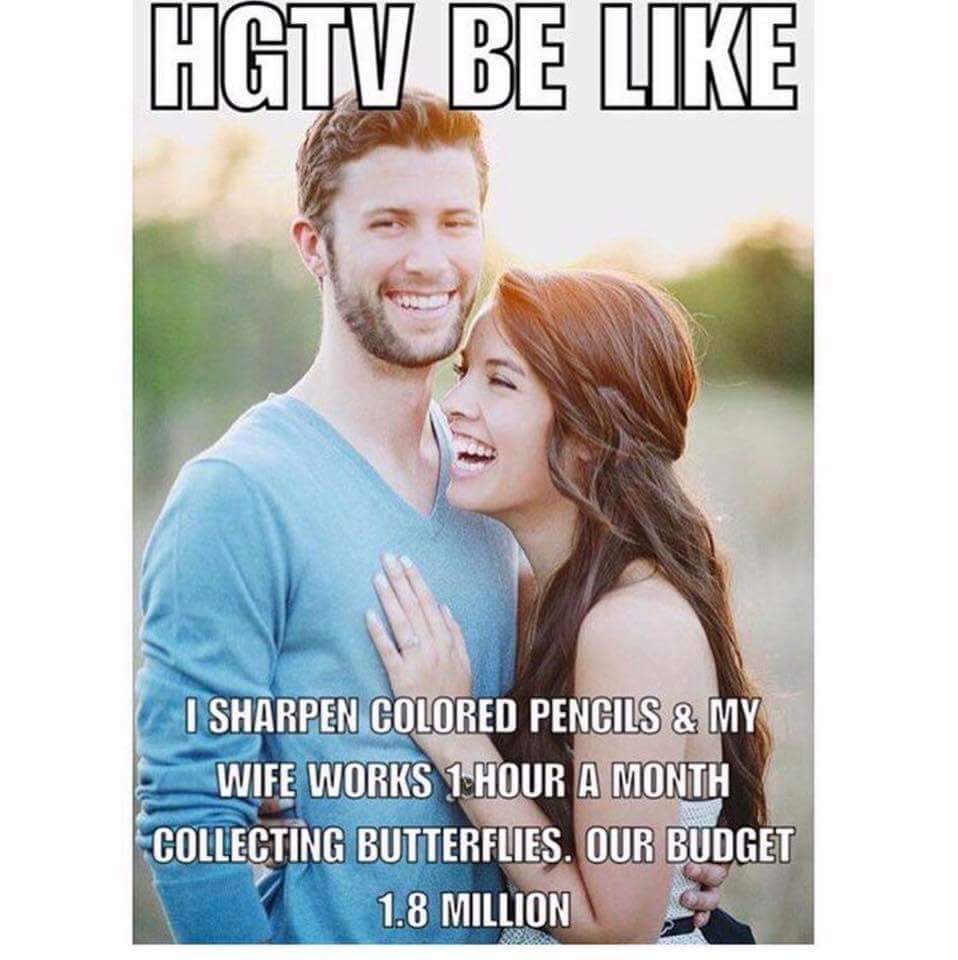 HGTV BE LIKE
I SHARPEN COLORED PENCILS & MY
WIFE WORKS 1 HOUR A MONTH
COLLECTING BUTTERFLIES. OUR BUDGET
1.8 MILLION